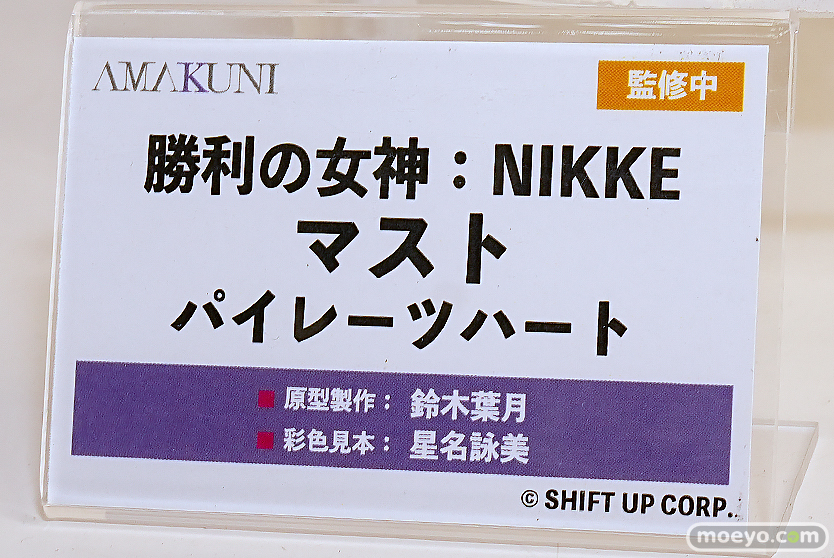 AMAKUNI
監修中
勝利の女神：NIKKE
マスト
パイレーツハート
■ 原型製作： 鈴木葉月
■ 彩色見本： 星名詠美
© SHIFT UP CORP.
moeyo.com